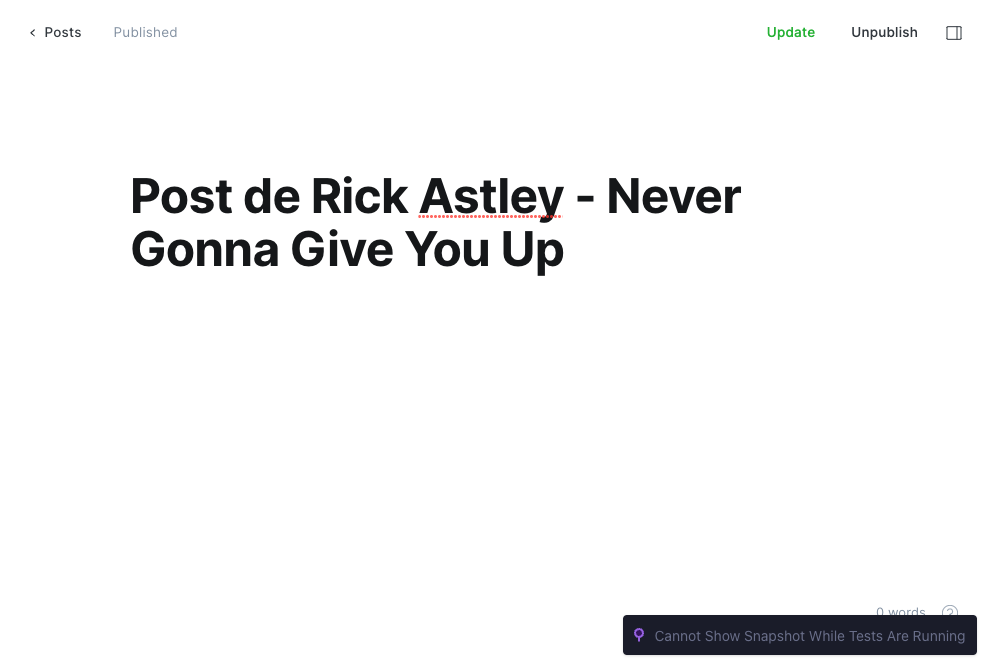 Posts Published Update Unpublish
Post de Rick Astley - Never
Gonna Give You Up
0 words ?
Cannot Show Snapshot While Tests Are Running